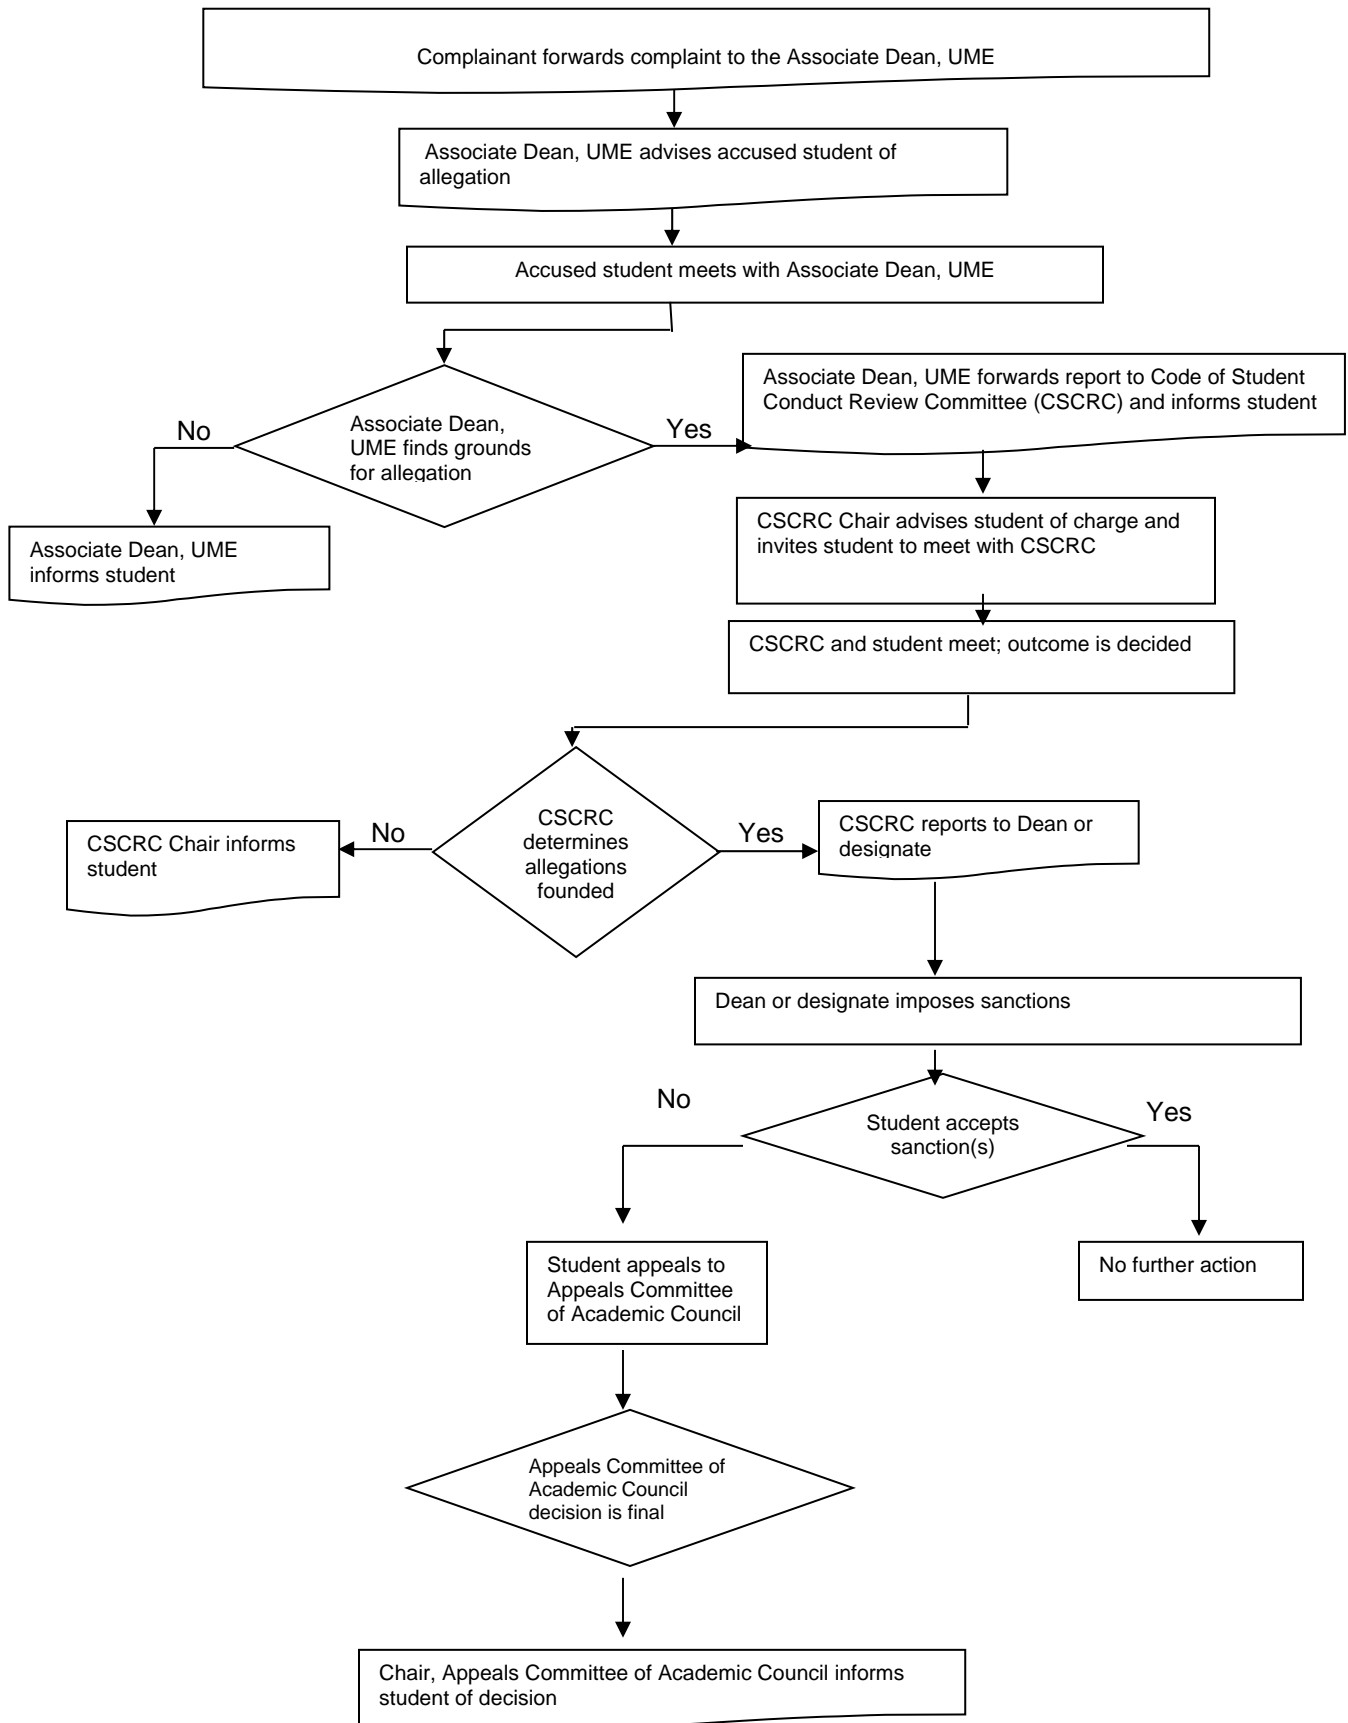 Complainant forwards complaint to the Associate Dean, UME
Associate Dean, UME advises accused student of
allegation
Accused student meets with Associate Dean, UME
Associate Dean, UME forwards report to Code of Student
Conduct Review Committee (CSCRC) and informs student
No
Associate Dean,
UME finds grounds
for allegation
Yes
CSCRC Chair advises student of charge and
invites student to meet with CSCRC
Associate Dean, UME
informs student
CSCRC and student meet; outcome is decided
CSCRC Chair informs
student
No
CSCRC
determines
allegations
founded
Yes
CSCRC reports to Dean or
designate
Dean or designate imposes sanctions
No
Student accepts
sanction(s)
Yes
Student appeals to
Appeals Committee
of Academic Council
No further action
Appeals Committee of
Academic Council
decision is final
Chair, Appeals Committee of Academic Council informs
student of decision